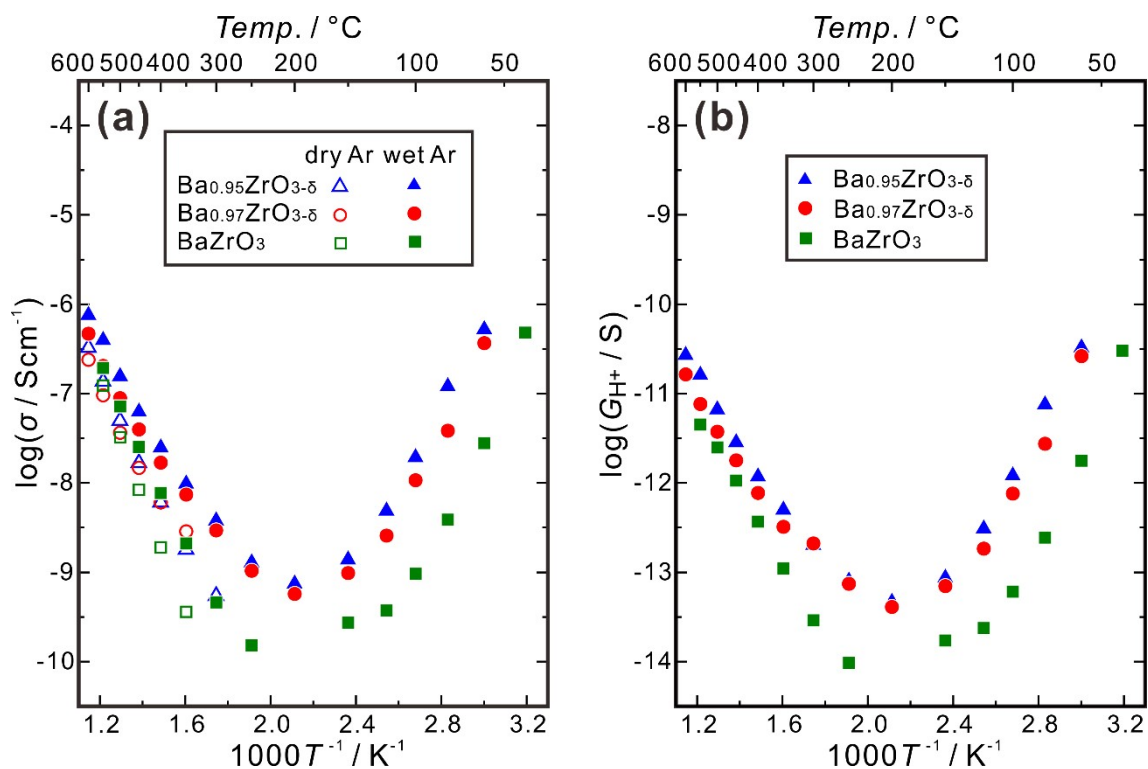 Temp. / °C
600 500 400 300 200 100 50
(a)
dry Ar wet Ar
Ba0.95ZrO3-δ
Ba0.97ZrO3-δ
BaZrO3
log(σ / Scm⁻¹)
-4
-5
-6
-7
-8
-9
-10
1.2 1.6 2.0 2.4 2.8 3.2
1000T⁻¹ / K⁻¹
Temp. / °C
600 500 400 300 200 100 50
(b)
Ba0.95ZrO3-δ
Ba0.97ZrO3-δ
BaZrO3
log(GH+ / S)
-7
-8
-9
-10
-11
-12
-13
-14
1.2 1.6 2.0 2.4 2.8 3.2
1000T⁻¹ / K⁻¹